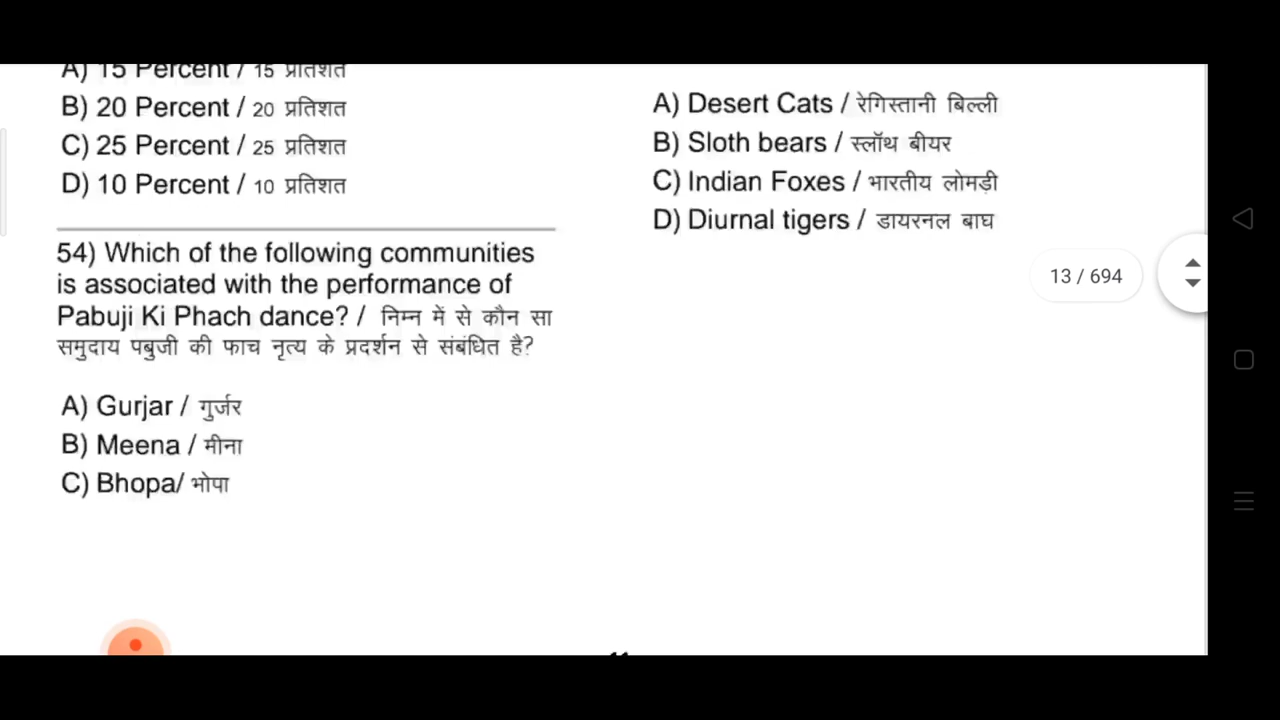 A) 15 Percent / 15 प्रतिशत
B) 20 Percent / 20 प्रतिशत
C) 25 Percent / 25 प्रतिशत
D) 10 Percent / 10 प्रतिशत
54) Which of the following communities
is associated with the performance of
Pabuji Ki Phach dance? / निम्न में से कौन सा
समुदाय पबुजी की फाच नृत्य के प्रदर्शन से संबंधित है?
A) Gurjar / गुर्जर
B) Meena / मीना
C) Bhopa/ भोपा
A) Desert Cats / रेगिस्तानी बिल्ली
B) Sloth bears / स्लॉथ बीयर
C) Indian Foxes / भारतीय लोमड़ी
D) Diurnal tigers / डायरनल बाघ
13 / 694